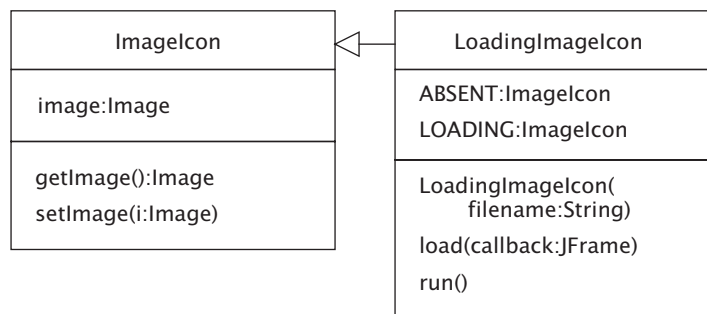 ImageIcon
image:Image
getImage():Image
setImage(i:Image)
LoadingImageIcon
ABSENT:ImageIcon
LOADING:ImageIcon
LoadingImageIcon(
filename:String)
load(callback:JFrame)
run()